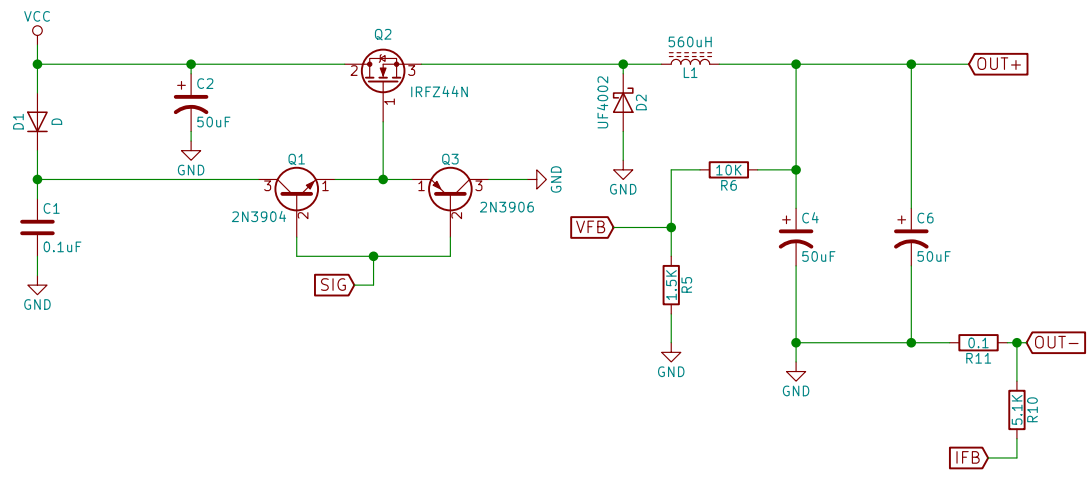 VCC
Q2
560uH
2
3
L1
OUT+
C2
IRFZ44N
1
50uF
UF4002
D2
D1
D
GND
Q1
Q3
GND
10K
R6
3
1
1
3
GND
2N3904
2
2
2N3906
C1
0.1uF
VFB
C4
C6
50uF
50uF
SIG
1.5K
R5
GND
0.1
OUT-
R11
GND
GND
5.1K
R10
IFB